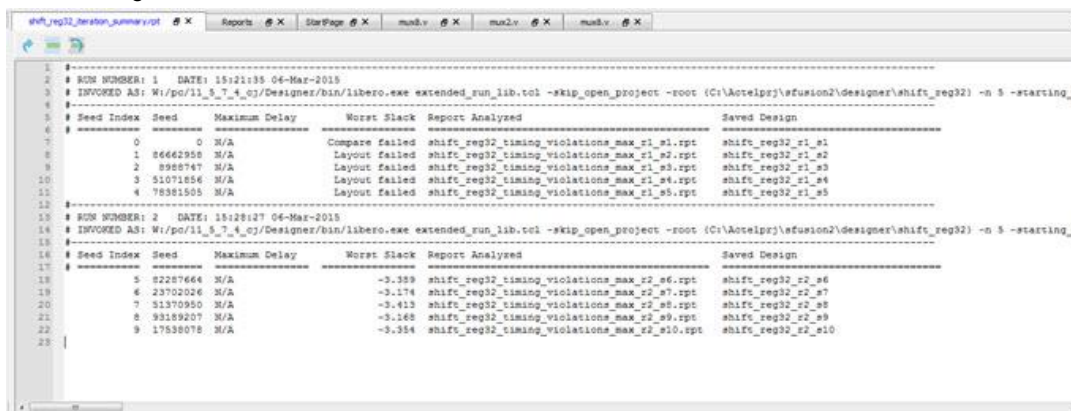 shift_reg32_iteration_summary.rpt Reports StartPage mux8.v mux2.v mux8.v
1 #
2 # RUN NUMBER: 1 DATE: 15:21:35 06-Mar-2015
3 # INVOKED AS: W:/pc/11_5_7_4_cj/Designer/bin/libero.exe extended_run_lib.tcl -skip_open_project -root {C:\Actelprj\sfusion2\designer\shift_reg32} -n 5 -starting_
4 #
5 # Seed Index Seed Maximum Delay Worst Slack Report Analyzed Saved Design
6 #
7 0 0 N/A Compare failed shift_reg32_timing_violations_max_r1_s1.rpt shift_reg32_r1_s1
8 1 86662958 N/A Layout failed shift_reg32_timing_violations_max_r1_s2.rpt shift_reg32_r1_s2
9 2 8988747 N/A Layout failed shift_reg32_timing_violations_max_r1_s3.rpt shift_reg32_r1_s3
10 3 51071856 N/A Layout failed shift_reg32_timing_violations_max_r1_s4.rpt shift_reg32_r1_s4
11 4 78381505 N/A Layout failed shift_reg32_timing_violations_max_r1_s5.rpt shift_reg32_r1_s5
12 #
13 # RUN NUMBER: 2 DATE: 15:28:27 06-Mar-2015
14 # INVOKED AS: W:/pc/11_5_7_4_cj/Designer/bin/libero.exe extended_run_lib.tcl -skip_open_project -root {C:\Actelprj\sfusion2\designer\shift_reg32} -n 5 -starting_
15 #
16 # Seed Index Seed Maximum Delay Worst Slack Report Analyzed Saved Design
17 #
18 5 82287664 N/A -3.389 shift_reg32_timing_violations_max_r2_s6.rpt shift_reg32_r2_s6
19 6 23702026 N/A -3.174 shift_reg32_timing_violations_max_r2_s7.rpt shift_reg32_r2_s7
20 7 51370950 N/A -3.413 shift_reg32_timing_violations_max_r2_s8.rpt shift_reg32_r2_s8
21 8 93189207 N/A -3.168 shift_reg32_timing_violations_max_r2_s9.rpt shift_reg32_r2_s9
22 9 17538078 N/A -3.354 shift_reg32_timing_violations_max_r2_s10.rpt shift_reg32_r2_s10
23